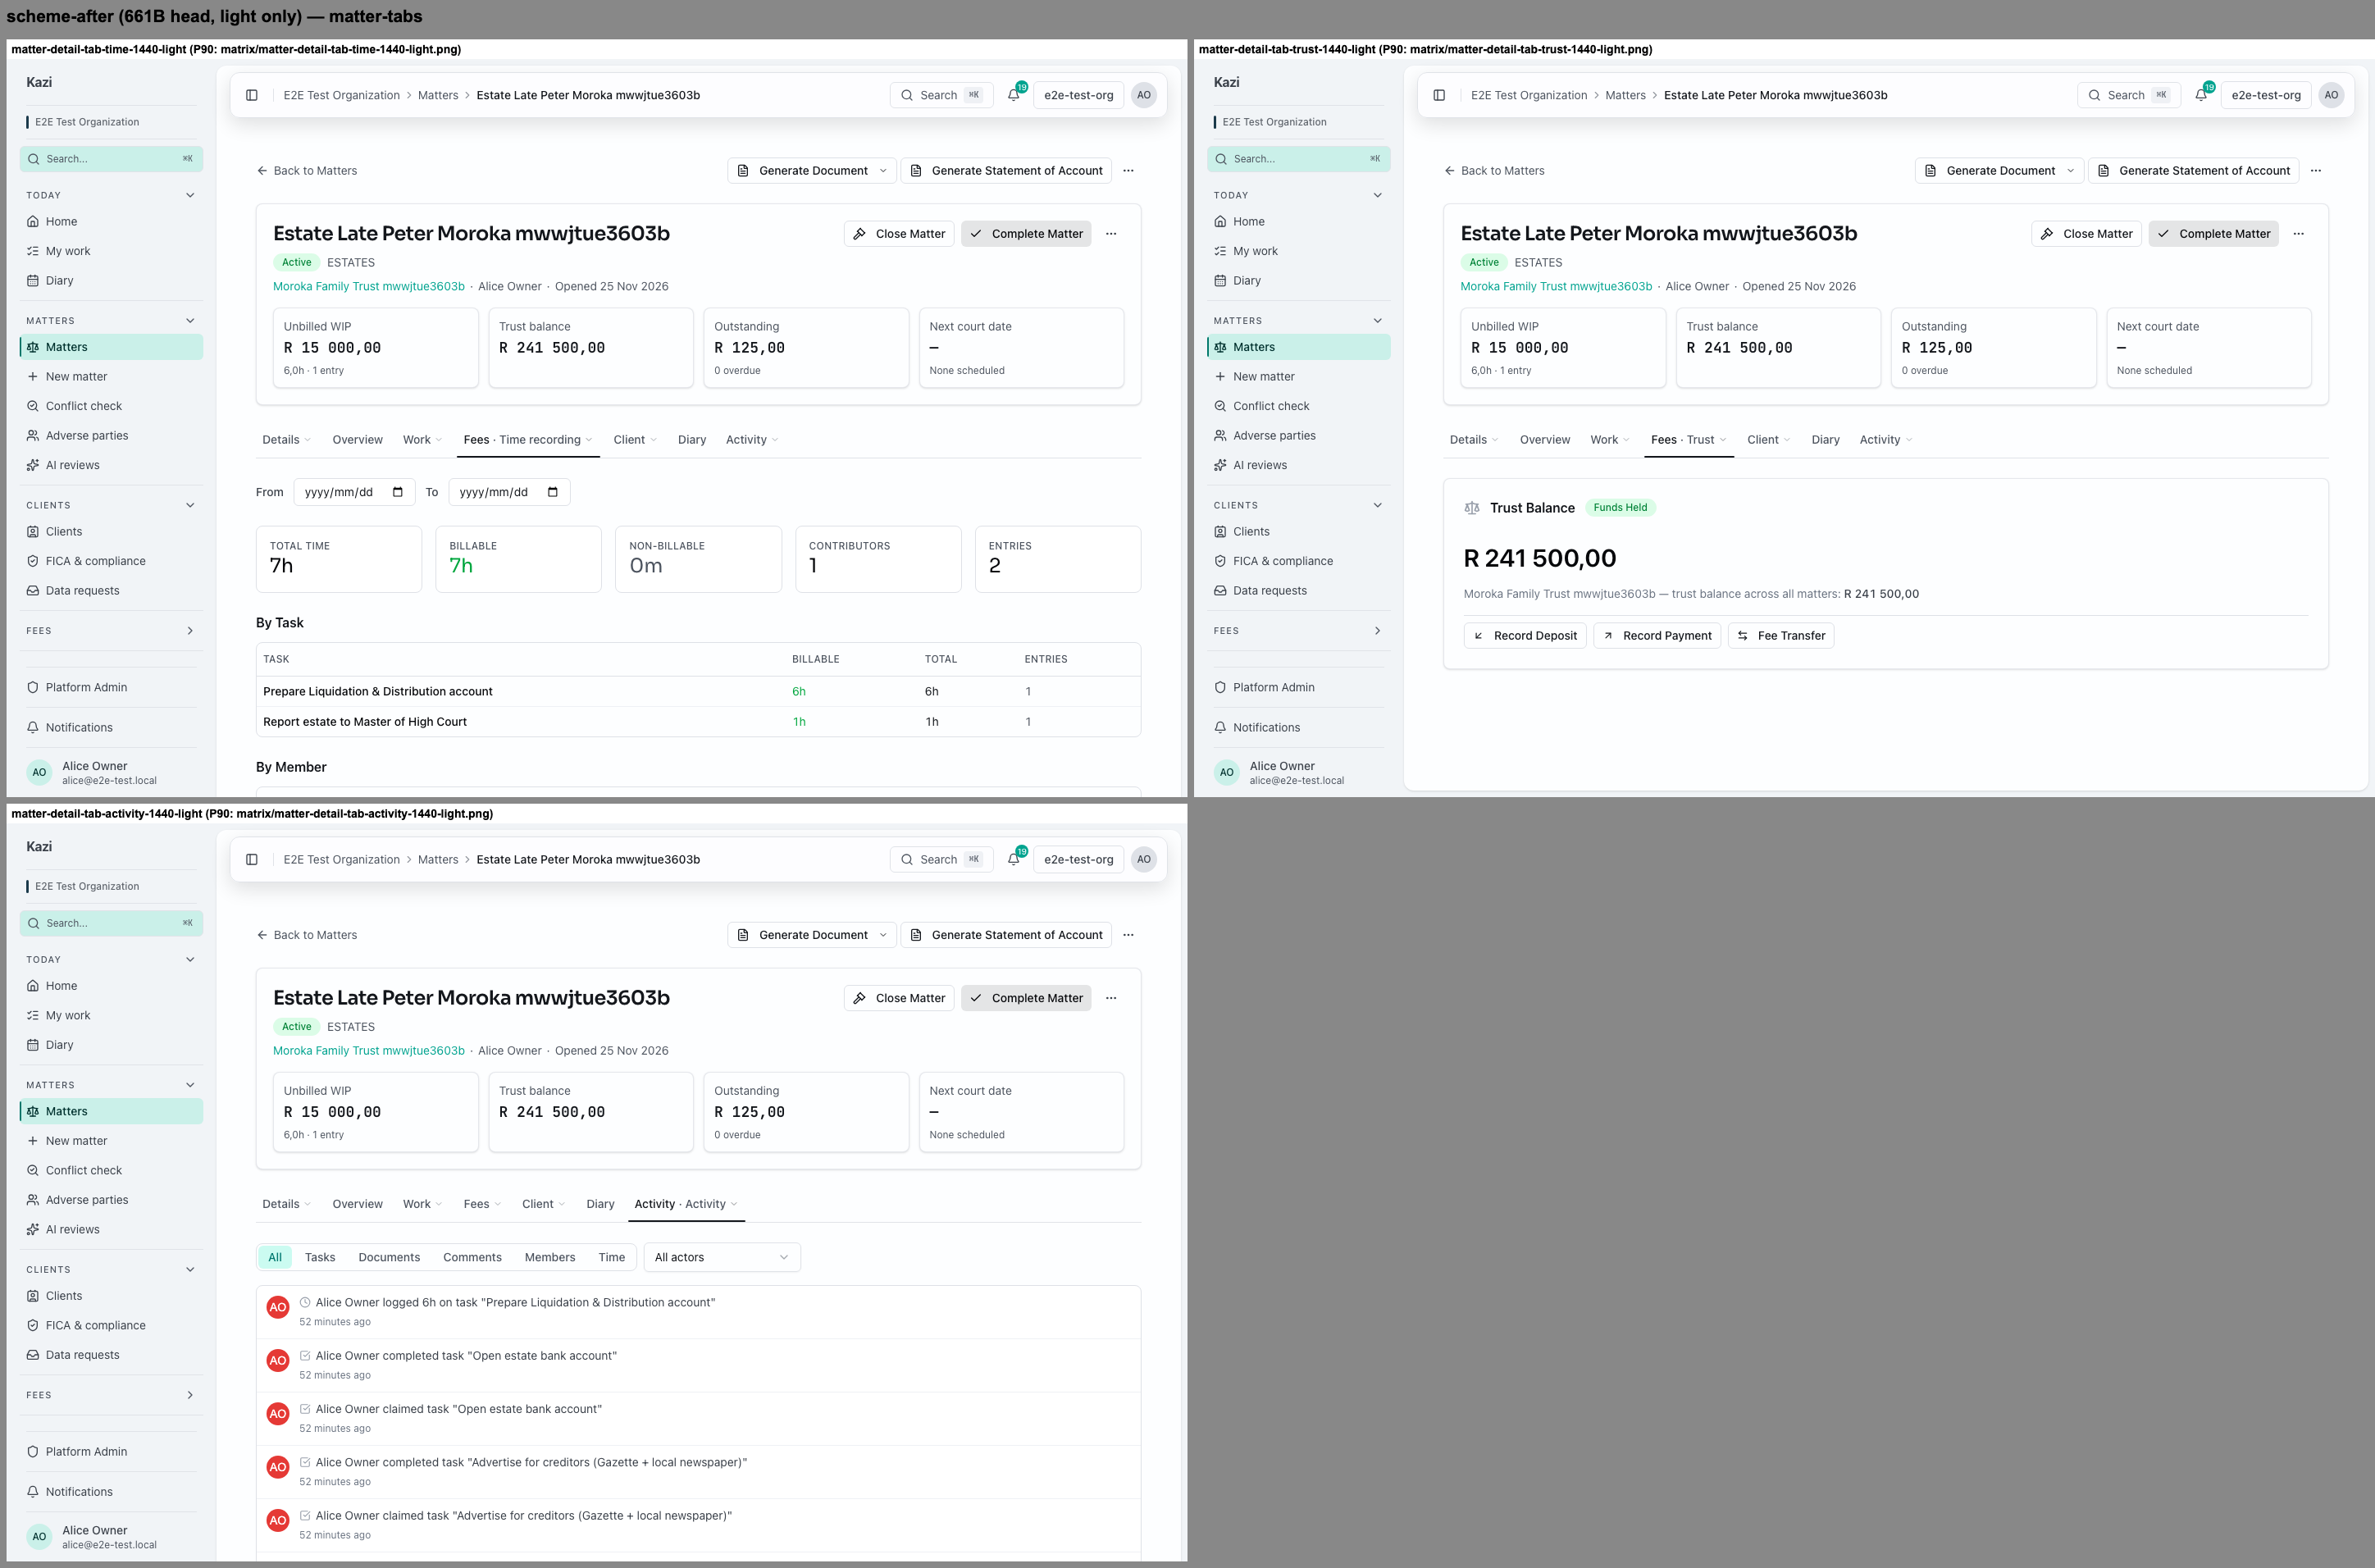 scheme-after (661B head, light only) — matter-tabs
matter-detail-tab-time-1440-light (P90: matrix/matter-detail-tab-time-1440-light.png)
Kazi
E2E Test Organization
Search... ⌘K
TODAY
Home
My work
Diary
MATTERS
Matters
New matter
Conflict check
Adverse parties
AI reviews
CLIENTS
Clients
FICA & compliance
Data requests
FEES
Platform Admin
Notifications
AO Alice Owner
alice@e2e-test.local
E2E Test Organization > Matters > Estate Late Peter Moroka mwwjtue3603b
Search ⌘K 19 e2e-test-org AO
← Back to Matters
Generate Document Generate Statement of Account ...
Estate Late Peter Moroka mwwjtue3603b
Close Matter Complete Matter ...
Active ESTATES
Moroka Family Trust mwwjtue3603b · Alice Owner · Opened 25 Nov 2026
Unbilled WIP
R 15 000,00
6,0h · 1 entry
Trust balance
R 241 500,00
Outstanding
R 125,00
0 overdue
Next court date
—
None scheduled
Details Overview Work Fees · Time recording Client Diary Activity
From yyyy/mm/dd To yyyy/mm/dd
TOTAL TIME
7h
BILLABLE
7h
NON-BILLABLE
0m
CONTRIBUTORS
1
ENTRIES
2
By Task
TASK BILLABLE TOTAL ENTRIES
Prepare Liquidation & Distribution account 6h 6h 1
Report estate to Master of High Court 1h 1h 1
By Member
matter-detail-tab-trust-1440-light (P90: matrix/matter-detail-tab-trust-1440-light.png)
Kazi
E2E Test Organization
Search... ⌘K
TODAY
Home
My work
Diary
MATTERS
Matters
New matter
Conflict check
Adverse parties
AI reviews
CLIENTS
Clients
FICA & compliance
Data requests
FEES
Platform Admin
Notifications
AO Alice Owner
alice@e2e-test.local
E2E Test Organization > Matters > Estate Late Peter Moroka mwwjtue3603b
Search ⌘K 19 e2e-test-org AO
← Back to Matters
Generate Document Generate Statement of Account ...
Estate Late Peter Moroka mwwjtue3603b
Close Matter Complete Matter ...
Active ESTATES
Moroka Family Trust mwwjtue3603b · Alice Owner · Opened 25 Nov 2026
Unbilled WIP
R 15 000,00
6,0h · 1 entry
Trust balance
R 241 500,00
Outstanding
R 125,00
0 overdue
Next court date
—
None scheduled
Details Overview Work Fees · Trust Client Diary Activity
Trust Balance Funds Held
R 241 500,00
Moroka Family Trust mwwjtue3603b — trust balance across all matters: R 241 500,00
Record Deposit Record Payment Fee Transfer
matter-detail-tab-activity-1440-light (P90: matrix/matter-detail-tab-activity-1440-light.png)
Kazi
E2E Test Organization
Search... ⌘K
TODAY
Home
My work
Diary
MATTERS
Matters
New matter
Conflict check
Adverse parties
AI reviews
CLIENTS
Clients
FICA & compliance
Data requests
FEES
Platform Admin
Notifications
AO Alice Owner
alice@e2e-test.local
E2E Test Organization > Matters > Estate Late Peter Moroka mwwjtue3603b
Search ⌘K 19 e2e-test-org AO
← Back to Matters
Generate Document Generate Statement of Account ...
Estate Late Peter Moroka mwwjtue3603b
Close Matter Complete Matter ...
Active ESTATES
Moroka Family Trust mwwjtue3603b · Alice Owner · Opened 25 Nov 2026
Unbilled WIP
R 15 000,00
6,0h · 1 entry
Trust balance
R 241 500,00
Outstanding
R 125,00
0 overdue
Next court date
—
None scheduled
Details Overview Work Fees Client Diary Activity · Activity
All Tasks Documents Comments Members Time All actors
AO Alice Owner logged 6h on task "Prepare Liquidation & Distribution account"
52 minutes ago
AO Alice Owner completed task "Open estate bank account"
52 minutes ago
AO Alice Owner claimed task "Open estate bank account"
52 minutes ago
AO Alice Owner completed task "Advertise for creditors (Gazette + local newspaper)"
52 minutes ago
AO Alice Owner claimed task "Advertise for creditors (Gazette + local newspaper)"
52 minutes ago